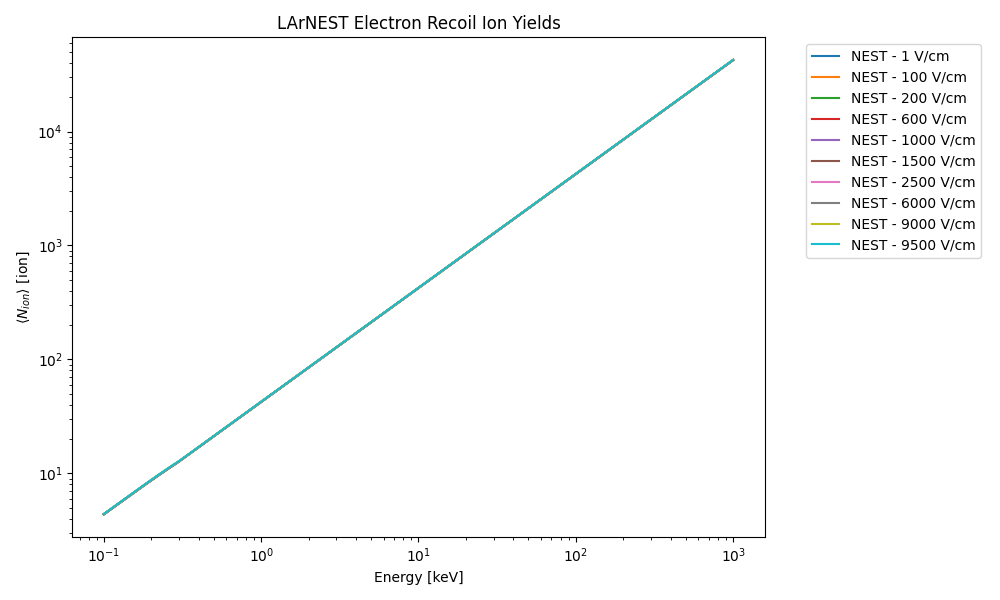 LArNEST Electron Recoil Ion Yields
⟨N_{ion}⟩ [ion]
10^4
10^3
10^2
10^1
10^{-1}
10^0
10^1
10^2
10^3
Energy [keV]
NEST - 1 V/cm
NEST - 100 V/cm
NEST - 200 V/cm
NEST - 600 V/cm
NEST - 1000 V/cm
NEST - 1500 V/cm
NEST - 2500 V/cm
NEST - 6000 V/cm
NEST - 9000 V/cm
NEST - 9500 V/cm